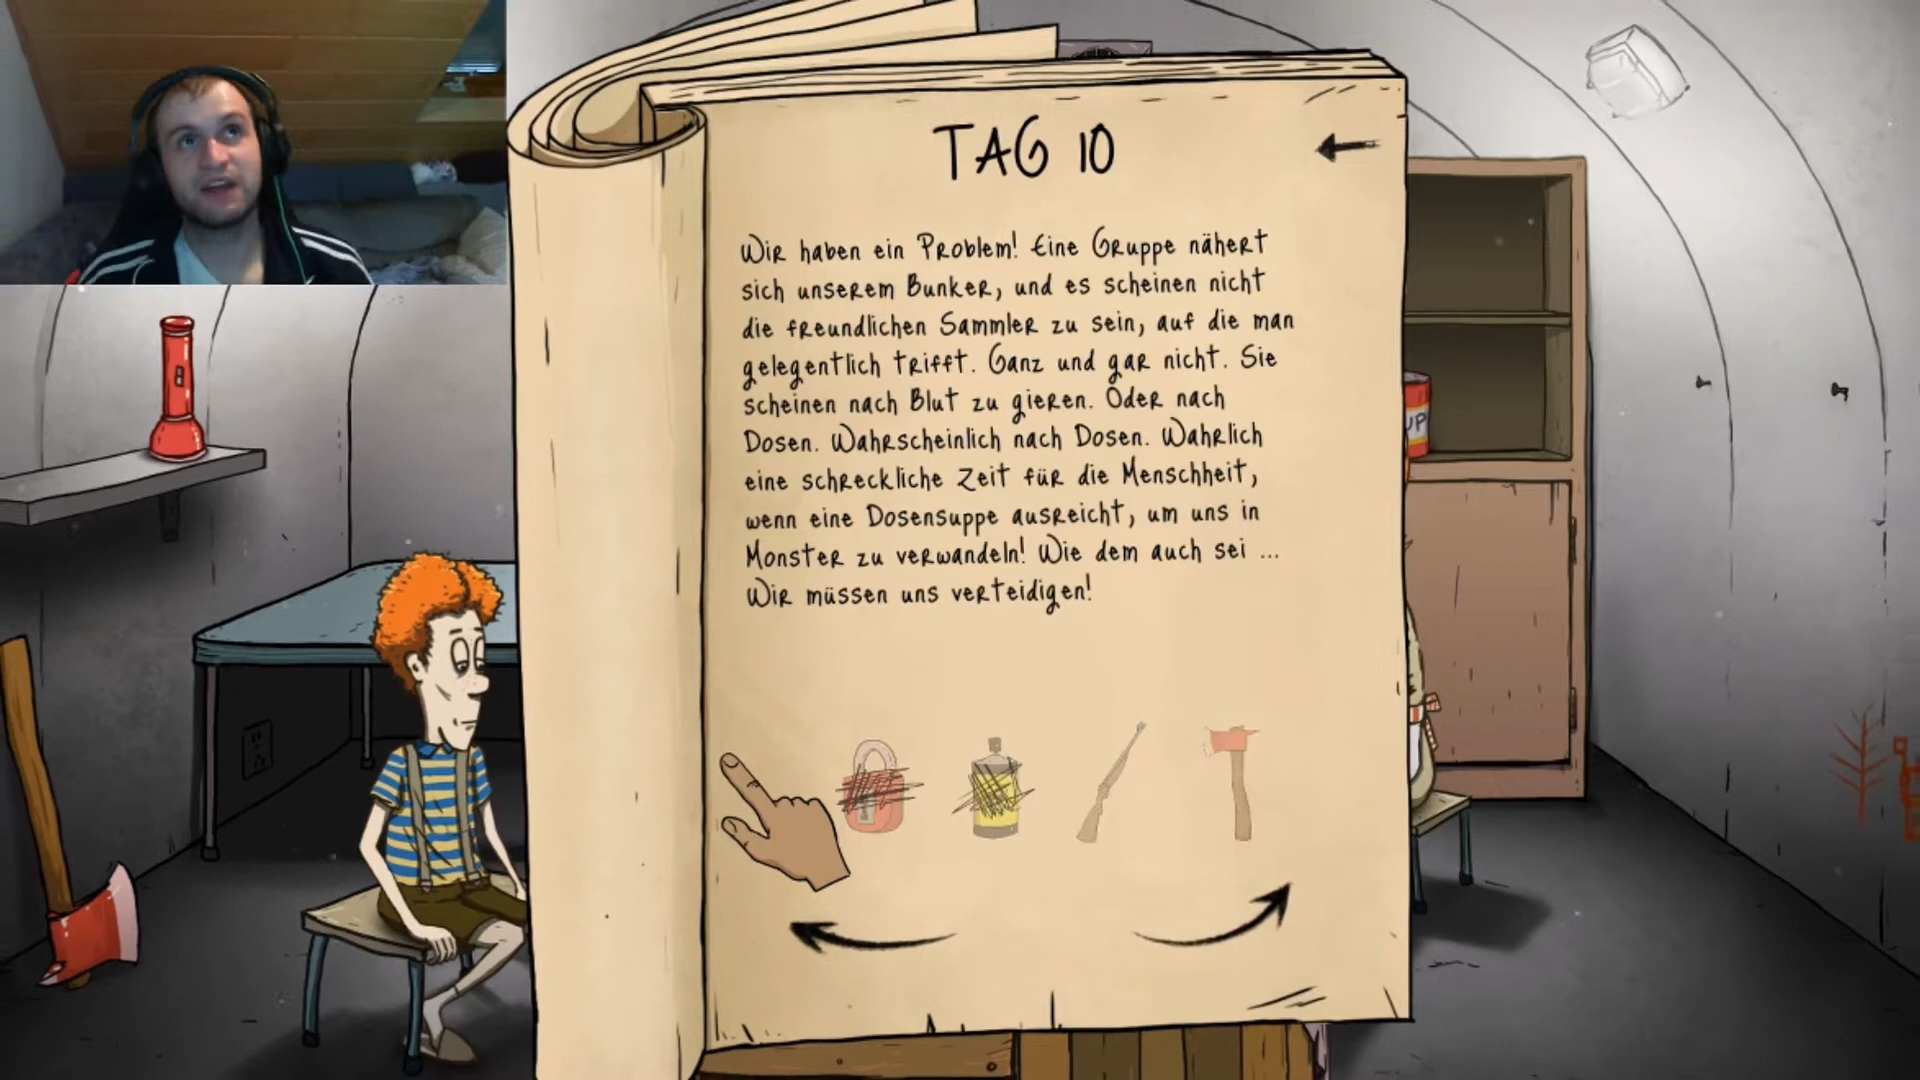 TAG 10
Wir haben ein Problem! Eine Gruppe nähert
sich unserem Bunker, und es scheinen nicht
die freundlichen Sammler zu sein, auf die man
gelegentlich trifft. Ganz und gar nicht. Sie
scheinen nach Blut zu gieren. Oder nach
Dosen. Wahrscheinlich nach Dosen. Wahrlich
eine schreckliche Zeit für die Menschheit,
wenn eine Dosensuppe ausreicht, um uns in
Monster zu verwandeln! Wie dem auch sei ...
Wir müssen uns verteidigen!
UP